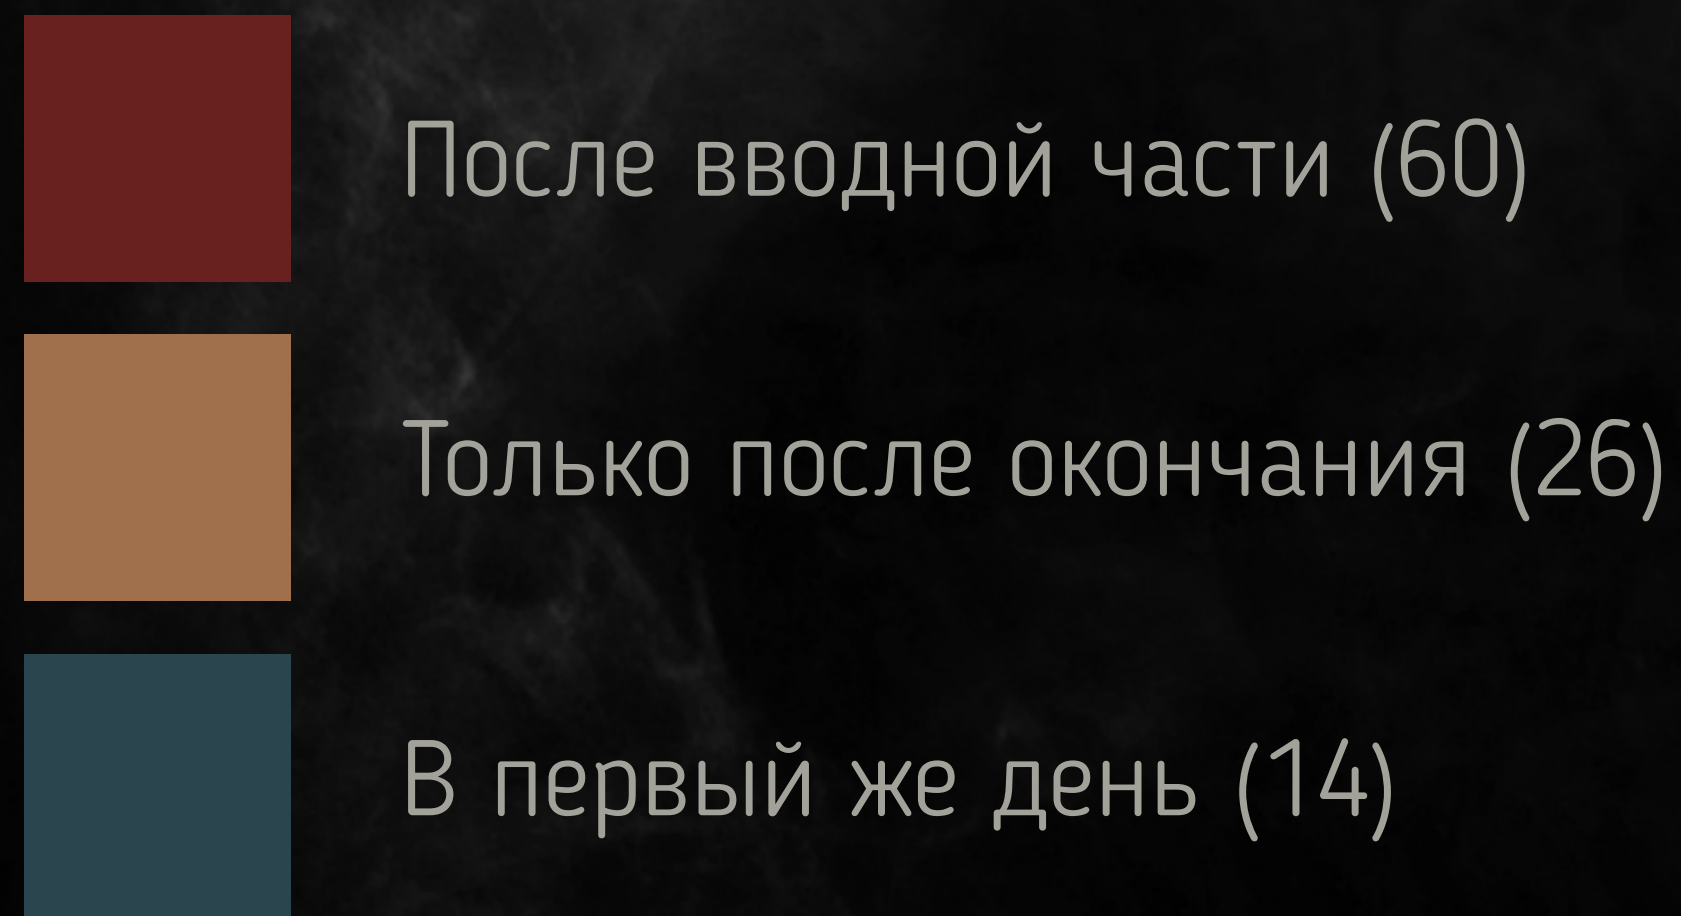 После вводной части (60)
Только после окончания (26)
В первый же день (14)